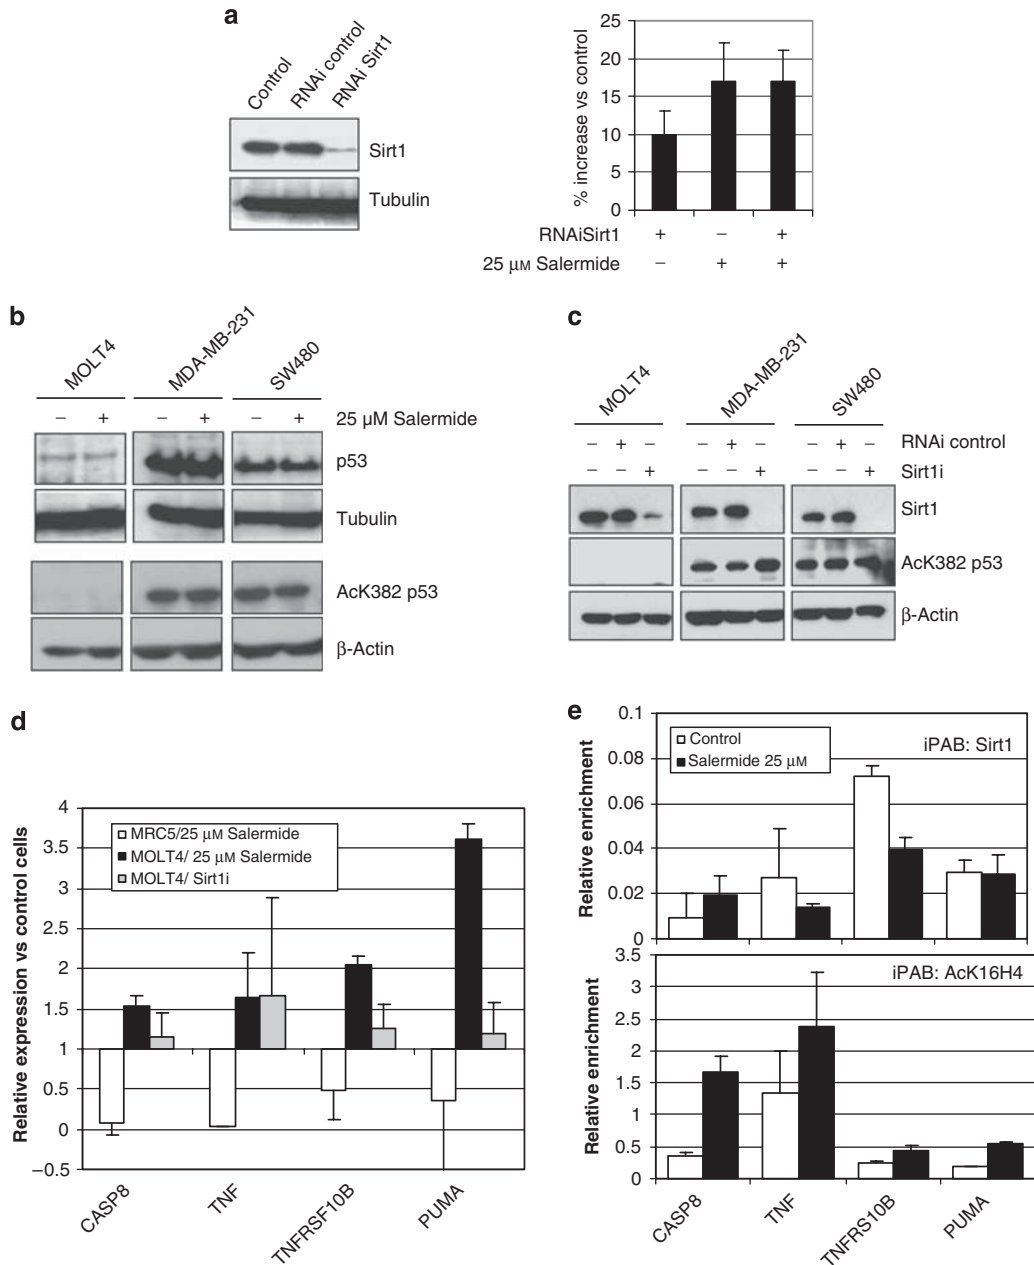 a
Control
RNAi control
RNAi Sirt1
Sirt1
Tubulin
% increase vs control
25
20
15
10
5
0
RNAiSirt1 + – +
25 µM Salermide – + +
b
MOLT4
MDA-MB-231
SW480
– + – + – + 25 µM Salermide
p53
Tubulin
AcK382 p53
β-Actin
c
MOLT4
MDA-MB-231
SW480
– + – – + – – + – RNAi control
– – + – – + – – + Sirt1i
Sirt1
AcK382 p53
β-Actin
d
Relative expression vs control cells
4
3.5
3
2.5
2
1.5
1
0.5
0
–0.5
MRC5/25 µM Salermide
MOLT4/ 25 µM Salermide
MOLT4/ Sirt1i
CASP8
TNF
TNFRSF10B
PUMA
e
Relative enrichment
0.1
0.08
0.06
0.04
0.02
0
Control
Salermide 25 µM
iPAB: Sirt1
Relative enrichment
3.5
3
2.5
2
1.5
1
0.5
0
iPAB: AcK16H4
CASP8
TNF
TNFRS10B
PUMA